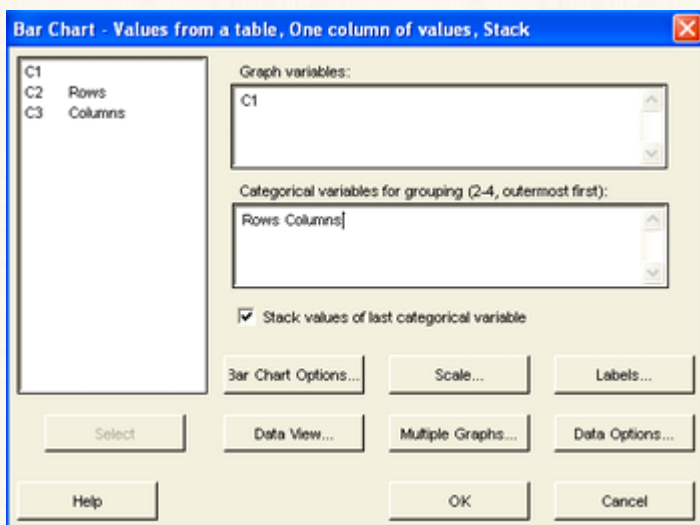 Bar Chart - Values from a table, One column of values, Stack
C1
C2 Rows
C3 Columns
Graph variables:
C1
Categorical variables for grouping (2-4, outermost first):
Rows Columns
Stack values of last categorical variable
Bar Chart Options... Scale... Labels...
Select Data View... Multiple Graphs... Data Options...
Help OK Cancel